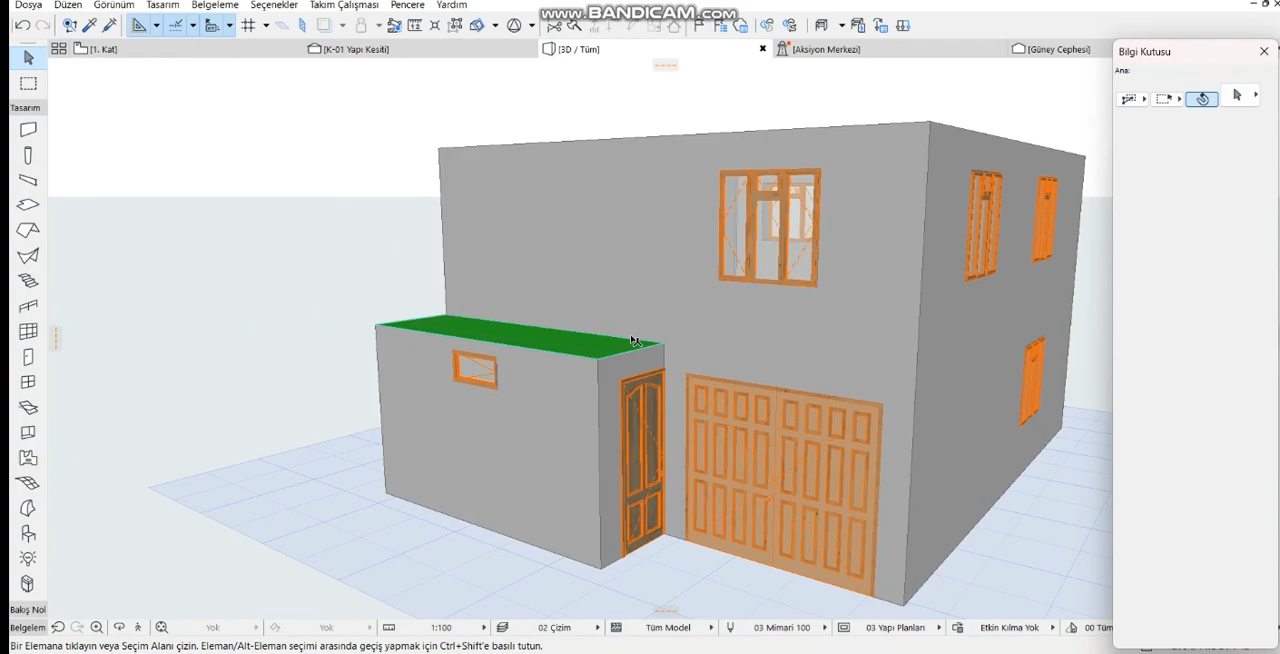 Dosya Düzen Görünüm Tasarım Belgeleme Seçenekler Takım Çalışması Pencere Yardım
www.BANDICAM.com
[1. Kat]
[K-01 Yapı Kesiti]
[3D / Tüm]
[Aksiyon Merkezi]
[Güney Cephesi]
Bilgi Kutusu
Ana:
Tasarım
Bakış Nol
Belgelem
Yok
Yok
1:100
02 Çizim
Tüm Model
03 Mimari 100
03 Yapı Planları
Etkin Kılma Yok
00 Tüm
Bir Elemana tıklayın veya Seçim Alanı çizin. Eleman/Alt-Eleman seçimi arasında geçiş yapmak için Ctrl+Shift'e basılı tutun.